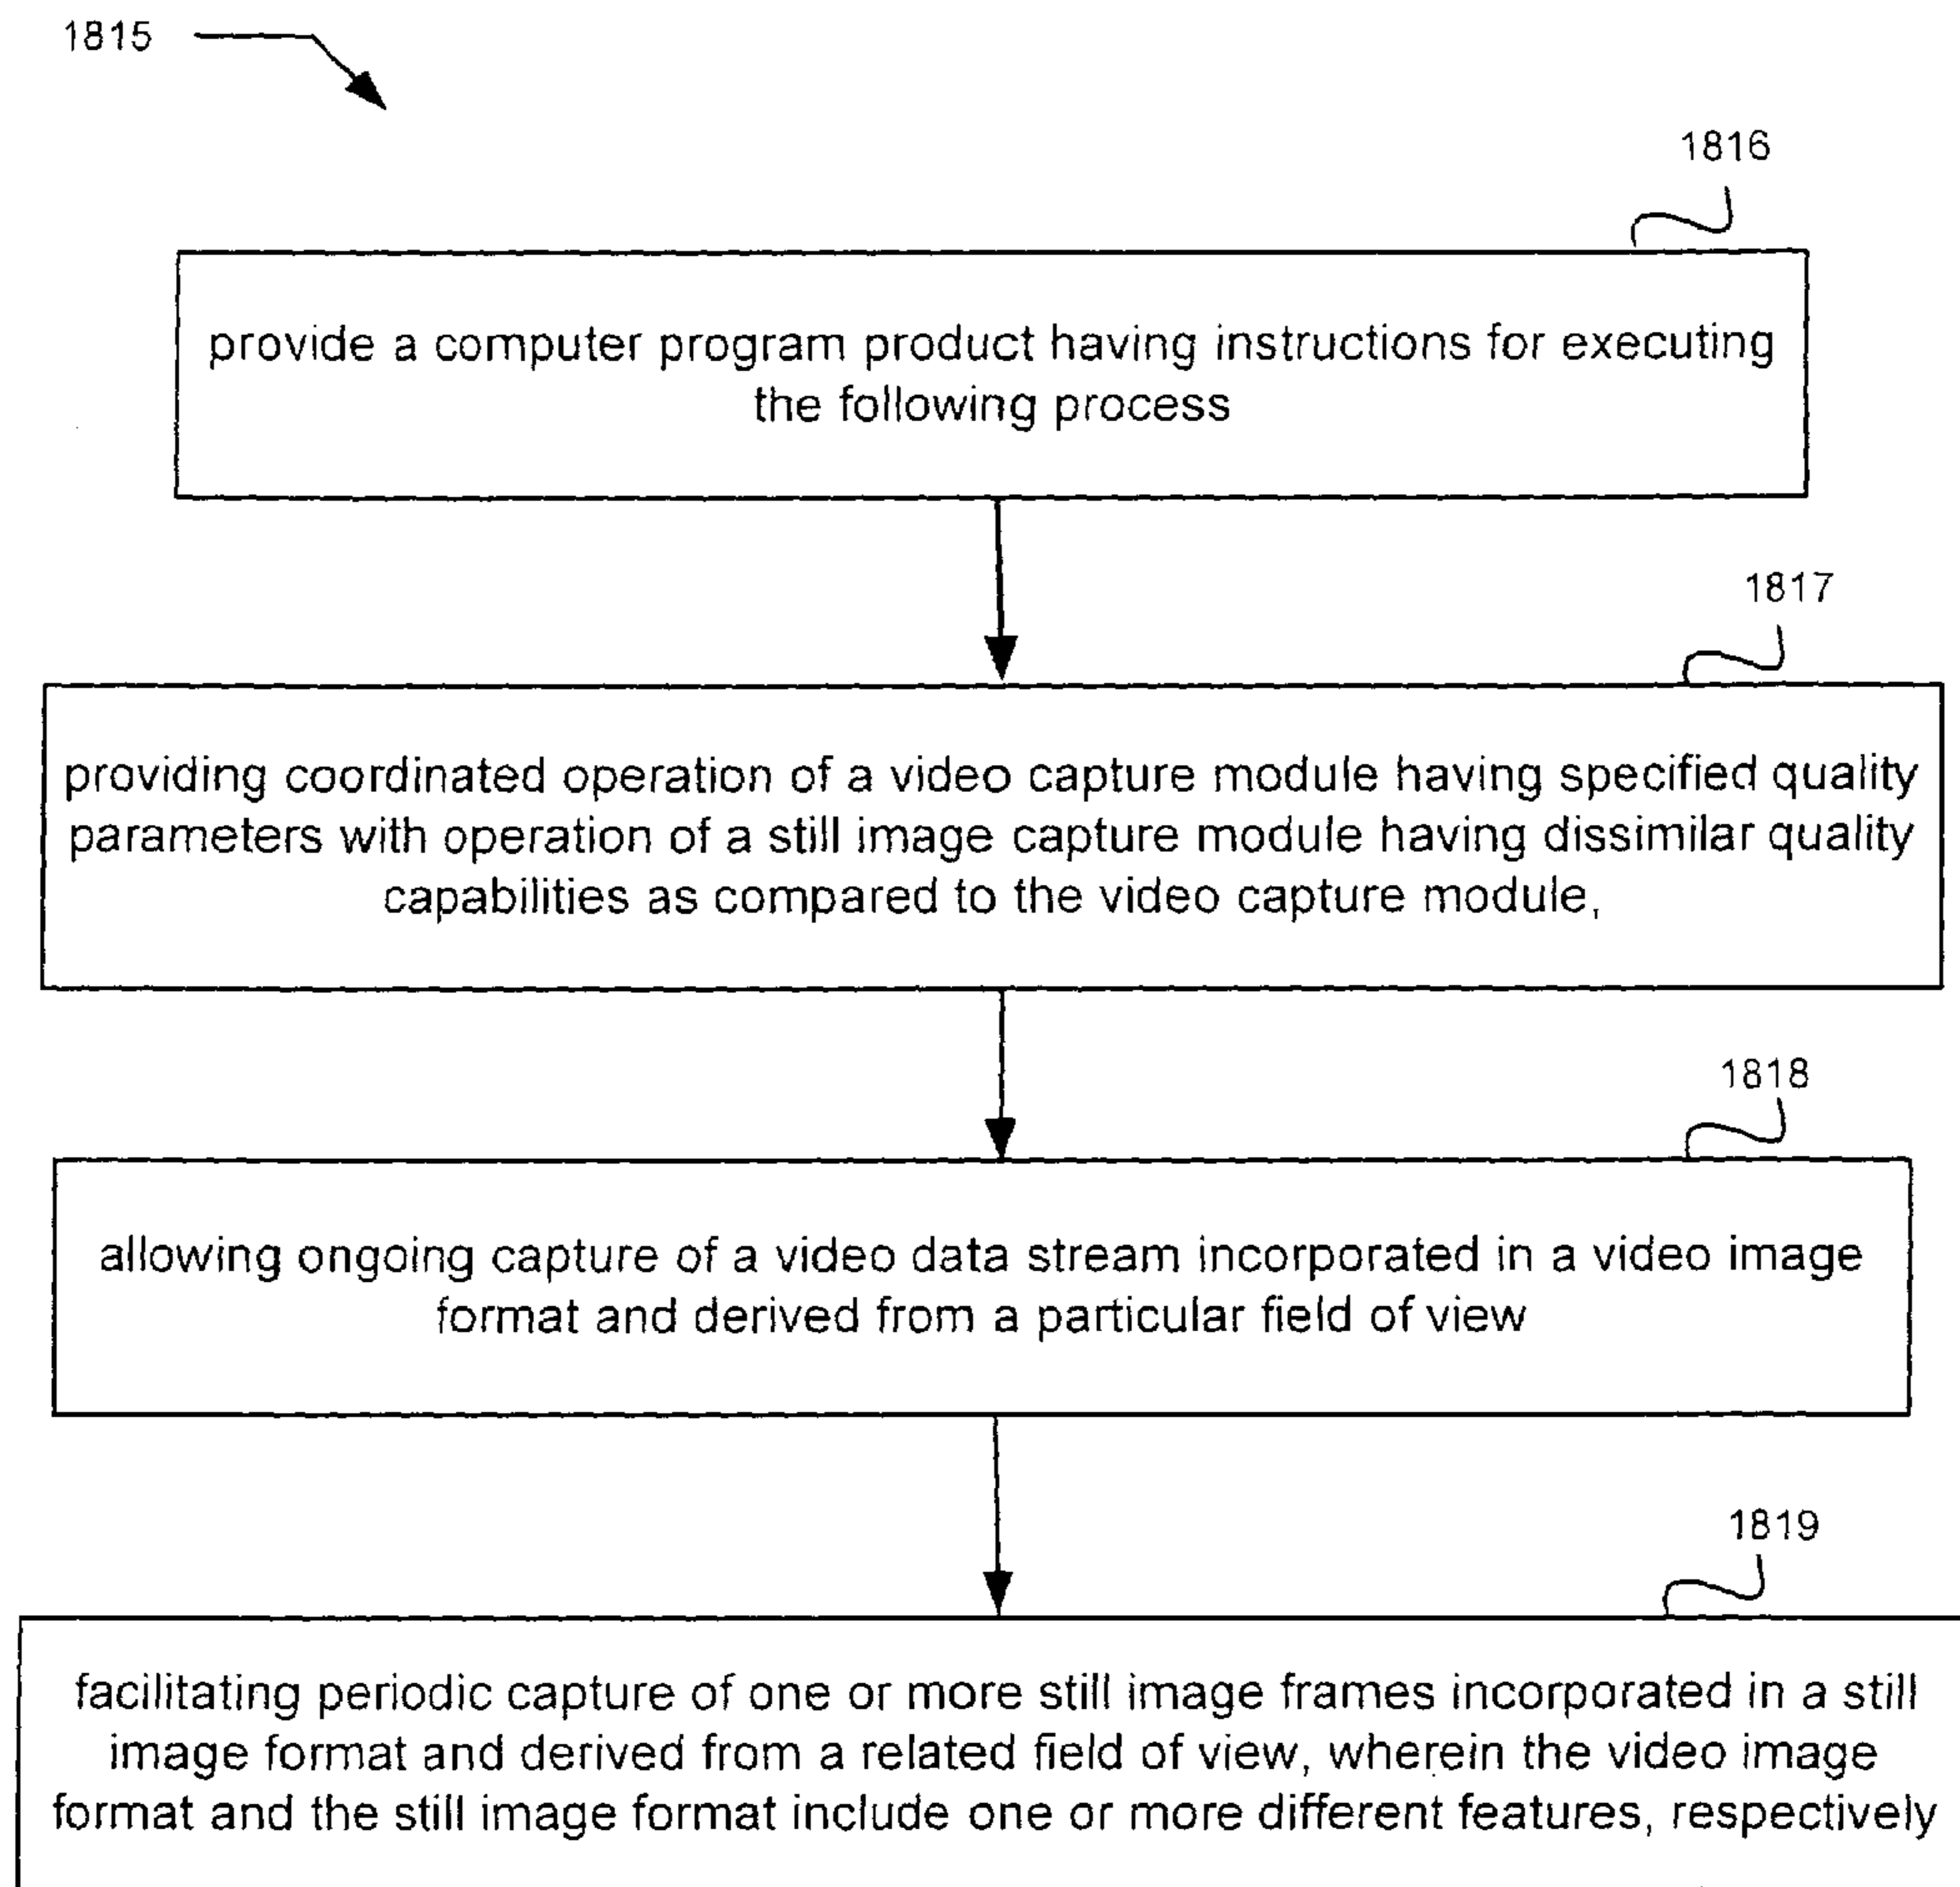 1815
1816
provide a computer program product having instructions for executing
the following process
1817
providing coordinated operation of a video capture module having specified quality
parameters with operation of a still image capture module having dissimilar quality
capabilities as compared to the video capture module,
1818
allowing ongoing capture of a video data stream incorporated in a video image
format and derived from a particular field of view
1819
facilitating periodic capture of one or more still image frames incorporated in a still
image format and derived from a related field of view, wherein the video image
format and the still image format include one or more different features, respectively